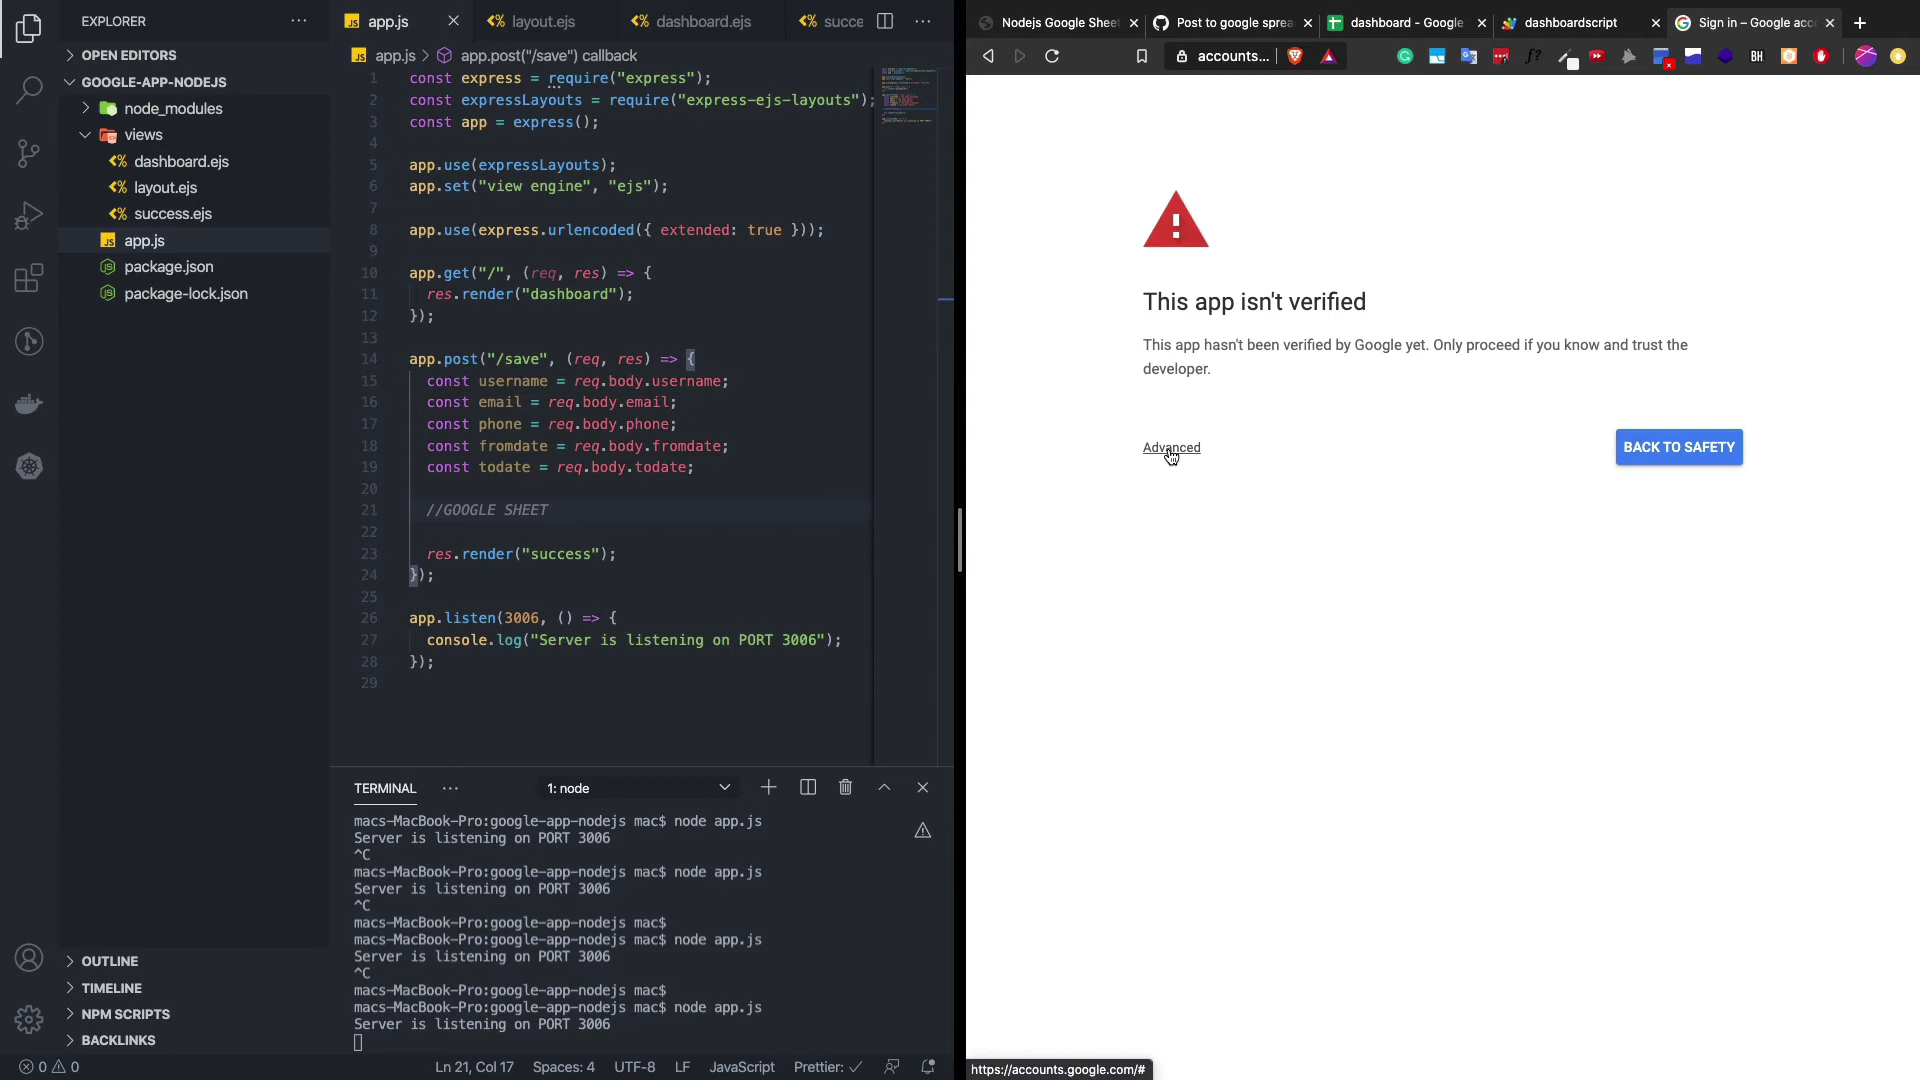 EXPLORER
OPEN EDITORS
GOOGLE-APP-NODEJS
node_modules
views
dashboard.ejs
layout.ejs
success.ejs
app.js
package.json
package-lock.json
OUTLINE
TIMELINE
NPM SCRIPTS
BACKLINKS
app.js
layout.ejs
dashboard.ejs
succe
app.js > app.post("/save") callback
1 const express = require("express");
2 const expressLayouts = require("express-ejs-layouts");
3 const app = express();
4
5 app.use(expressLayouts);
6 app.set("view engine", "ejs");
7
8 app.use(express.urlencoded({ extended: true }));
9
10 app.get("/", (req, res) => {
11 res.render("dashboard");
12 });
13
14 app.post("/save", (req, res) => {
15 const username = req.body.username;
16 const email = req.body.email;
17 const phone = req.body.phone;
18 const fromdate = req.body.fromdate;
19 const todate = req.body.todate;
20
21 //GOOGLE SHEET
22
23 res.render("success");
24 });
25
26 app.listen(3006, () => {
27 console.log("Server is listening on PORT 3006");
28 });
29
TERMINAL
1: node
macs-MacBook-Pro:google-app-nodejs mac$ node app.js
Server is listening on PORT 3006
^C
macs-MacBook-Pro:google-app-nodejs mac$ node app.js
Server is listening on PORT 3006
^C
macs-MacBook-Pro:google-app-nodejs mac$
macs-MacBook-Pro:google-app-nodejs mac$ node app.js
Server is listening on PORT 3006
^C
macs-MacBook-Pro:google-app-nodejs mac$
macs-MacBook-Pro:google-app-nodejs mac$ node app.js
Server is listening on PORT 3006
0 0
Ln 21, Col 17
Spaces: 4
UTF-8
LF
JavaScript
Prettier: ✓
Nodejs Google Sheet
Post to google sprea
dashboard - Google
dashboardscript
Sign in – Google acc
accounts...
This app isn't verified
This app hasn't been verified by Google yet. Only proceed if you know and trust the
developer.
Advanced
BACK TO SAFETY
https://accounts.google.com/#